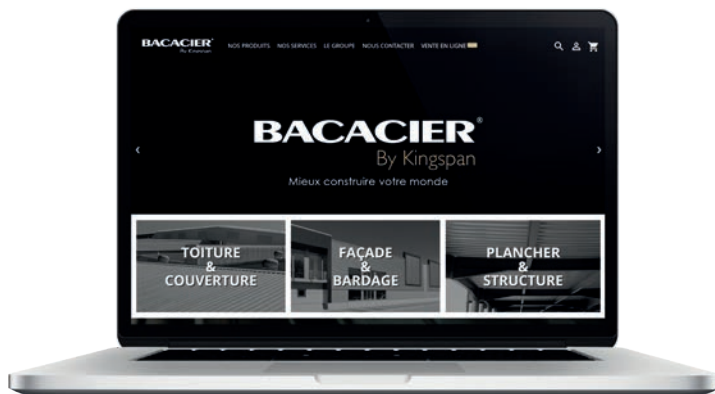 BACACIER®
By Kingspan
NOS PRODUITS NOS SERVICES LE GROUPE NOUS CONTACTER VENTE EN LIGNE
BACACIER®
By Kingspan
Mieux construire votre monde
TOITURE
&
COUVERTURE
FAÇADE
&
BARDAGE
PLANCHER
&
STRUCTURE